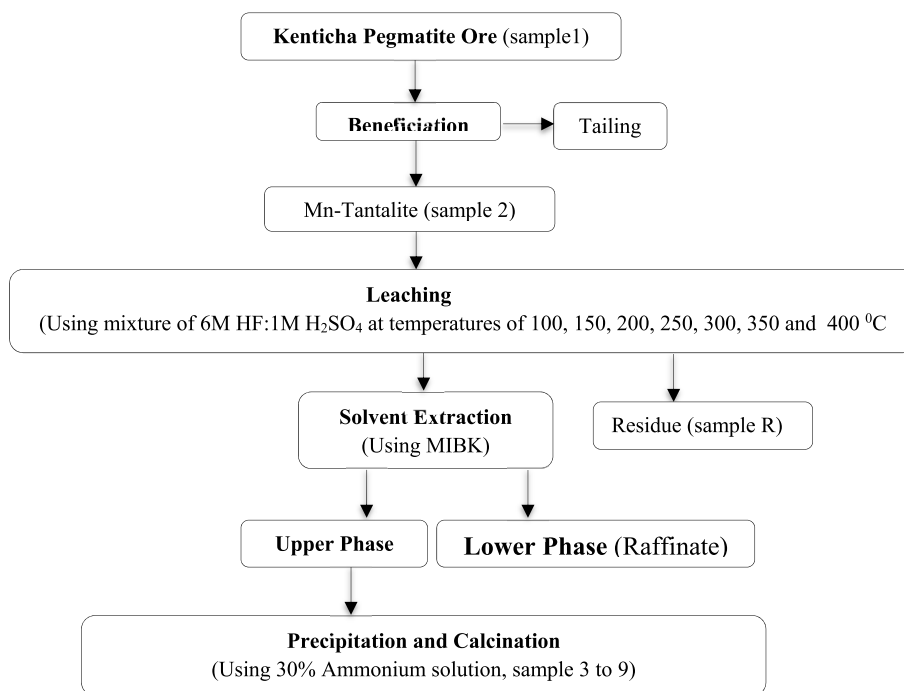 Kenticha Pegmatite Ore (sample1)
Beneficiation
Tailing
Mn-Tantalite (sample 2)
Leaching
(Using mixture of 6M HF:1M H₂SO₄ at temperatures of 100, 150, 200, 250, 300, 350 and 400 ⁰C
Solvent Extraction
(Using MIBK)
Residue (sample R)
Upper Phase
Lower Phase (Raffinate)
Precipitation and Calcination
(Using 30% Ammonium solution, sample 3 to 9)